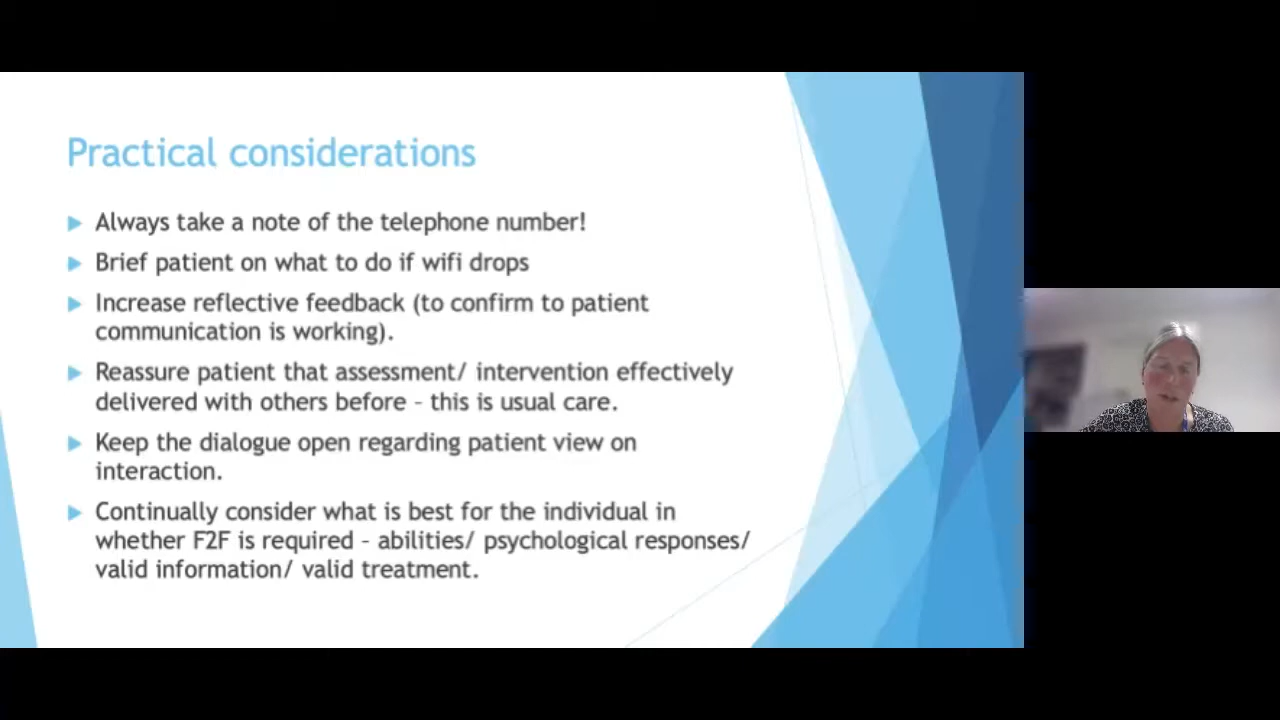 Practical considerations
Always take a note of the telephone number!
Brief patient on what to do if wifi drops
Increase reflective feedback (to confirm to patient
communication is working).
Reassure patient that assessment/ intervention effectively
delivered with others before – this is usual care.
Keep the dialogue open regarding patient view on
interaction.
Continually consider what is best for the individual in
whether F2F is required – abilities/ psychological responses/
valid information/ valid treatment.